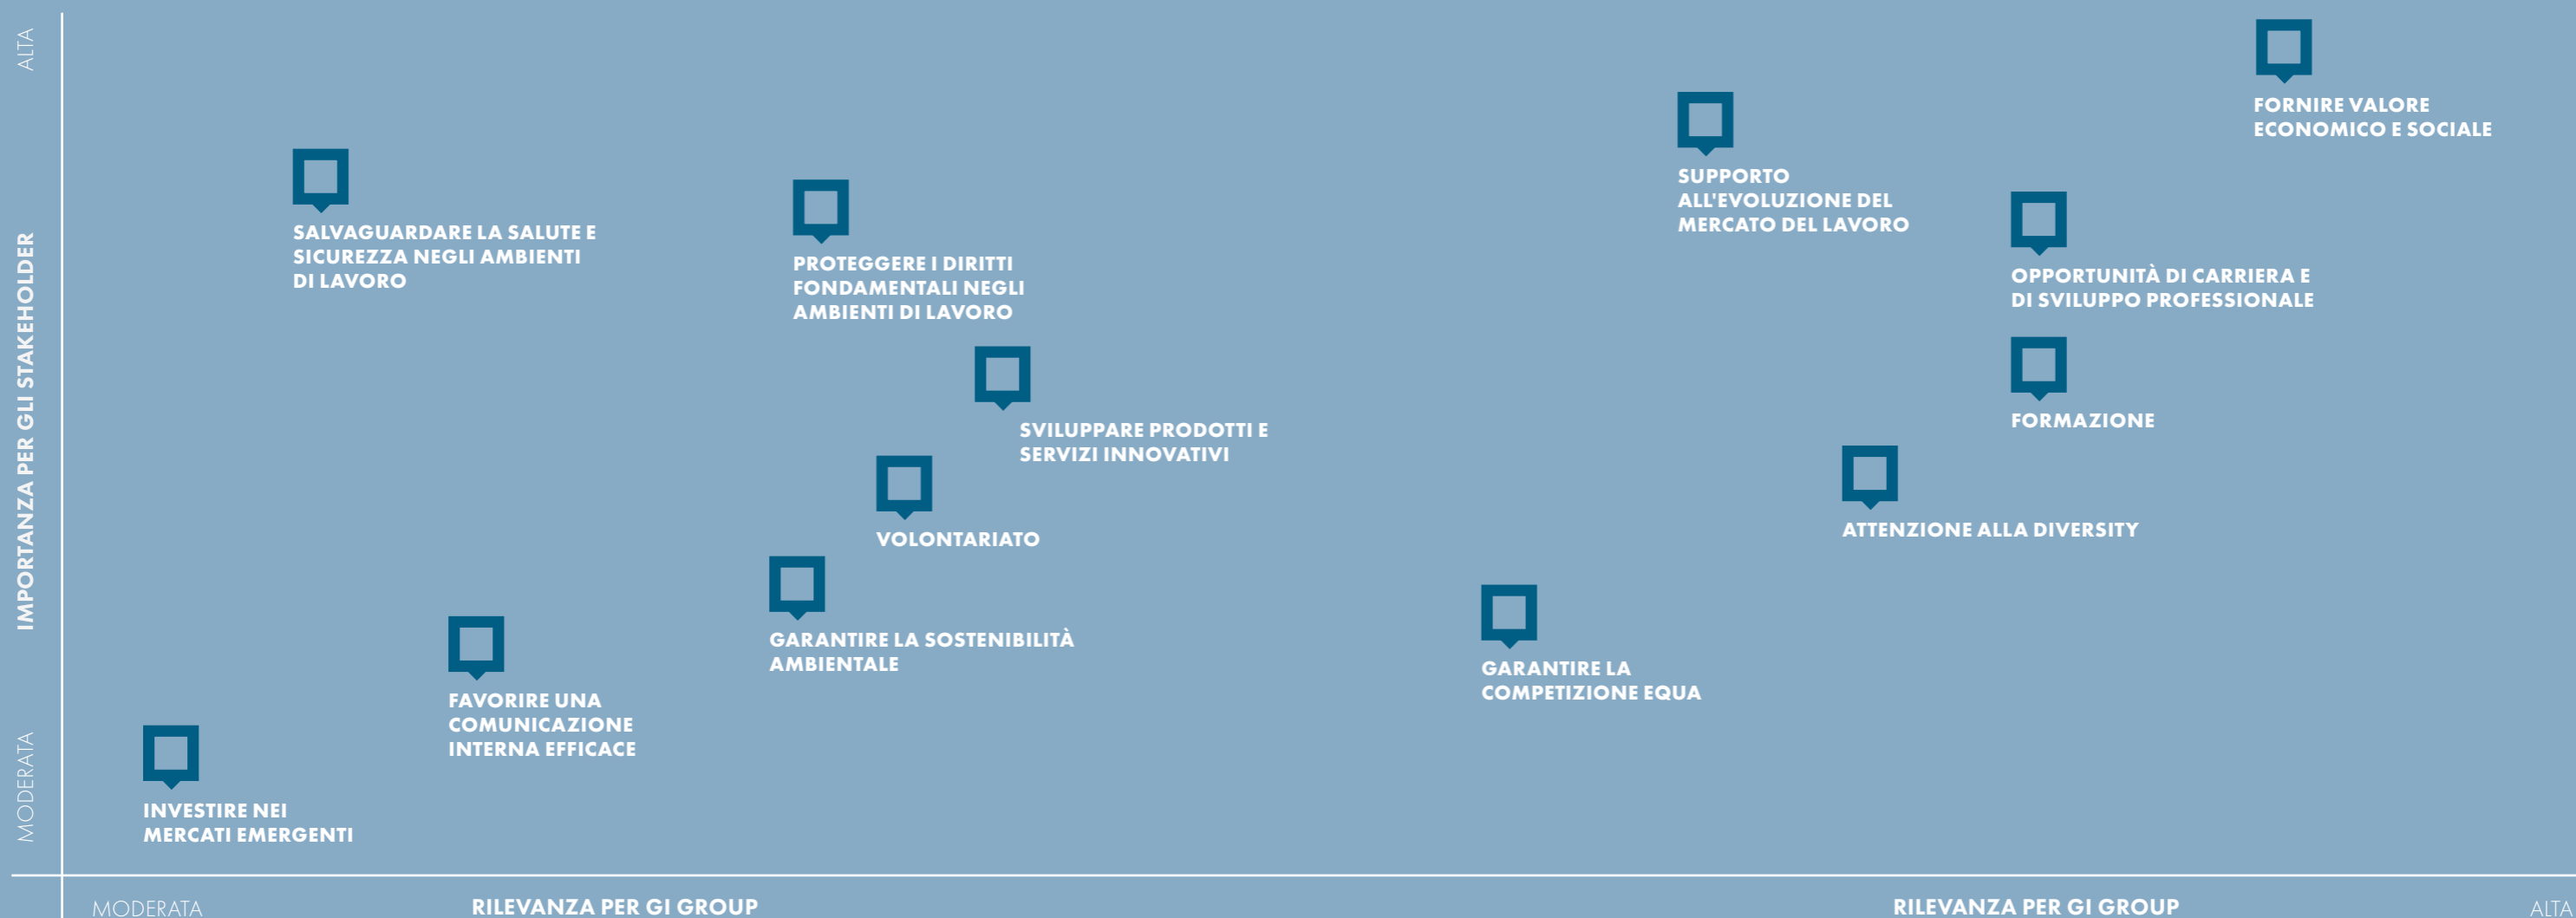 ALTA
IMPORTANZA PER GLI STAKEHOLDER
MODERATA
FORNIRE VALORE
ECONOMICO E SOCIALE
SUPPORTO
ALL'EVOLUZIONE DEL
MERCATO DEL LAVORO
SALVAGUARDARE LA SALUTE E
SICUREZZA NEGLI AMBIENTI
DI LAVORO
PROTEGGERE I DIRITTI
FONDAMENTALI NEGLI
AMBIENTI DI LAVORO
OPPORTUNITÀ DI CARRIERA E
DI SVILUPPO PROFESSIONALE
FORMAZIONE
SVILUPPARE PRODOTTI E
SERVIZI INNOVATIVI
VOLONTARIATO
ATTENZIONE ALLA DIVERSITY
GARANTIRE LA SOSTENIBILITÀ
AMBIENTALE
GARANTIRE LA
COMPETIZIONE EQUA
FAVORIRE UNA
COMUNICAZIONE
INTERNA EFFICACE
INVESTIRE NEI
MERCATI EMERGENTI
MODERATA
RILEVANZA PER GI GROUP
RILEVANZA PER GI GROUP
ALTA